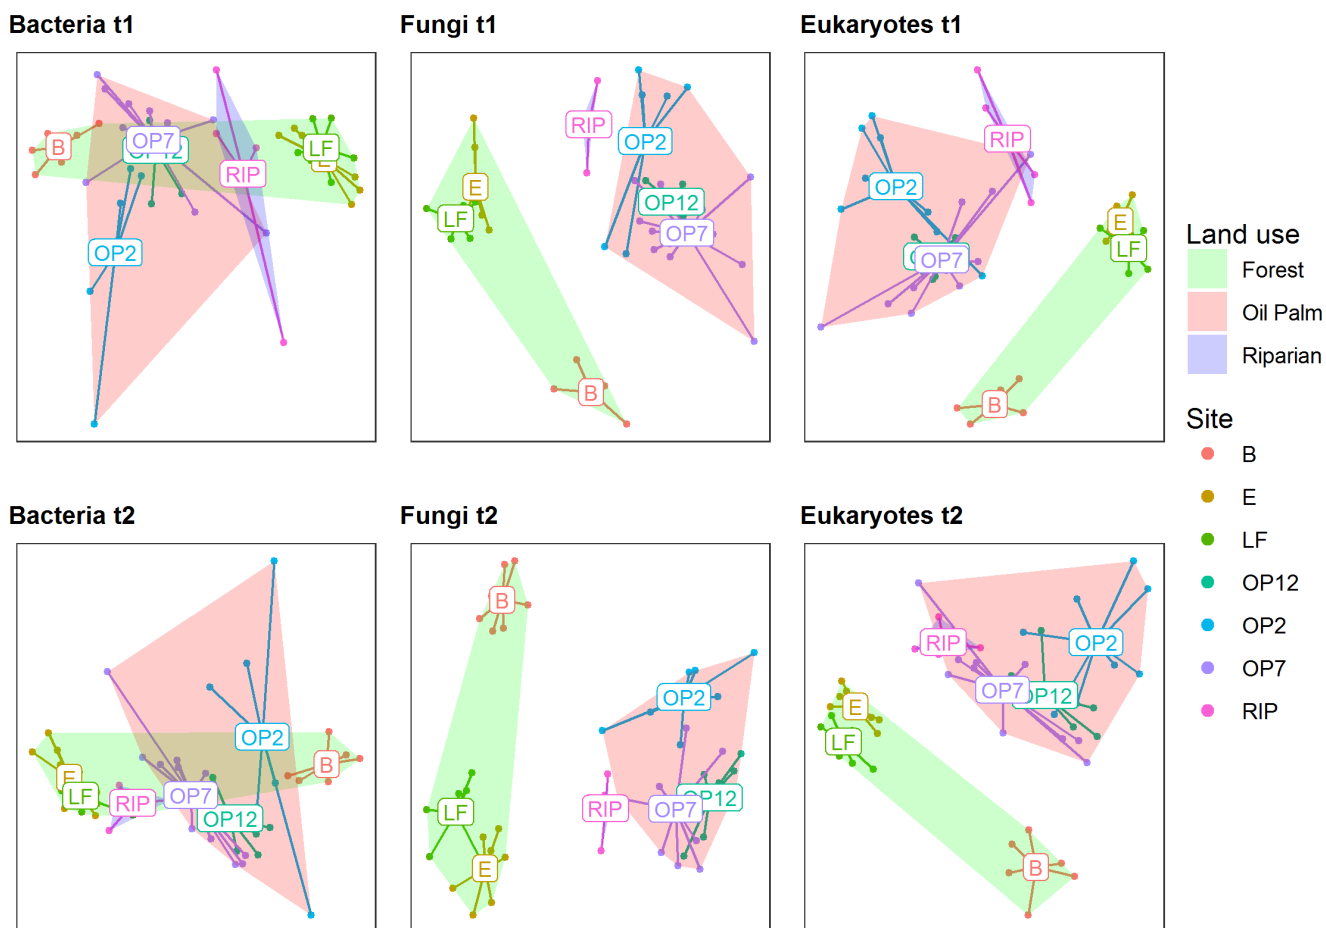 Bacteria t1
Fungi t1
Eukaryotes t1
B
OP7
OP12
LF
E
RIP
OP2
RIP
OP2
E
LF
OP12
OP7
B
RIP
OP2
E
LF
OP7
B
Land use
Forest
Oil Palm
Riparian
Site
B
E
LF
OP12
OP2
OP7
RIP
Bacteria t2
Fungi t2
Eukaryotes t2
OP2
B
E
LF
RIP
OP7
OP12
B
OP2
LF
RIP
OP7
OP12
E
RIP
OP2
OP7
OP12
E
LF
B